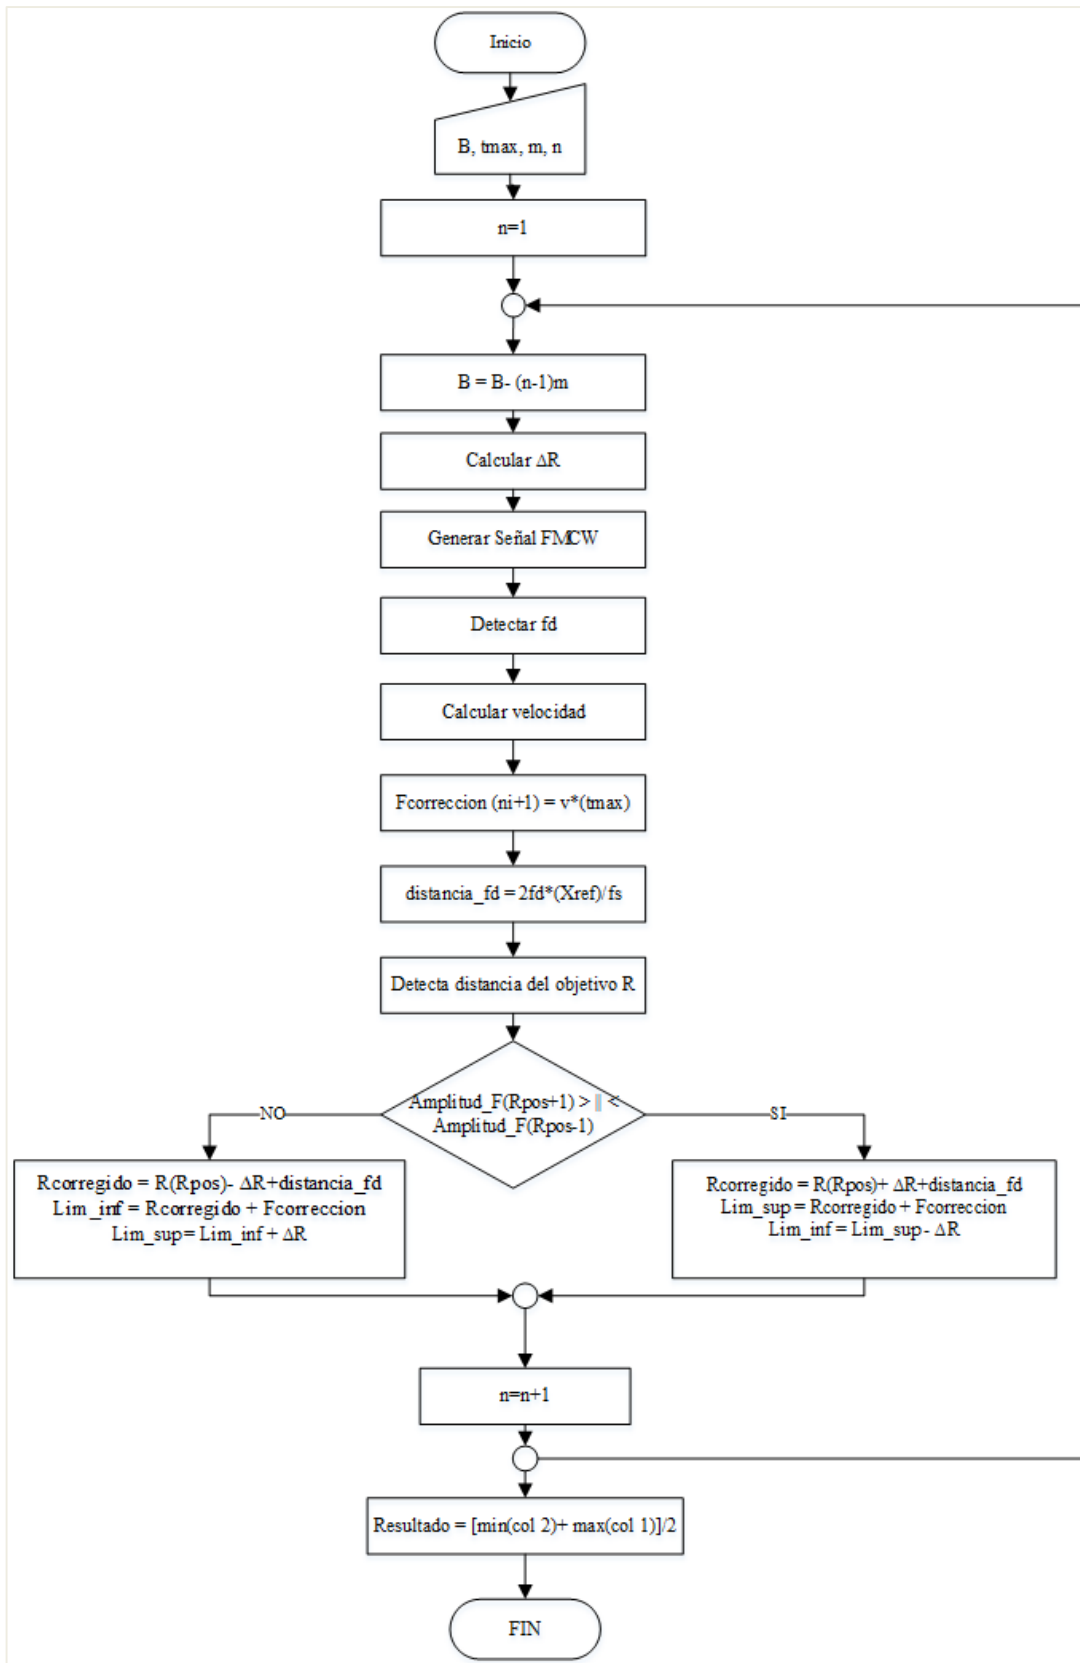 Inicio
B, tmax, m, n
n=1
B = B- (n-1)m
Calcular ΔR
Generar Señal FMCW
Detectar fd
Calcular velocidad
Fcorreccion (ni+1) = v*(tmax)
distancia_fd = 2fd*(Xref)/fs
Detecta distancia del objetivo R
Amplitud_F(Rpos+1) > || <
Amplitud_F(Rpos-1)
NO
SI
Rcorregido = R(Rpos)- ΔR+distancia_fd
Lim_inf = Rcorregido + Fcorreccion
Lim_sup= Lim_inf + ΔR
Rcorregido = R(Rpos)+ ΔR+distancia_fd
Lim_sup = Rcorregido + Fcorreccion
Lim_inf = Lim_sup- ΔR
n=n+1
Resultado = [min(col 2)+ max(col 1)]/2
FIN